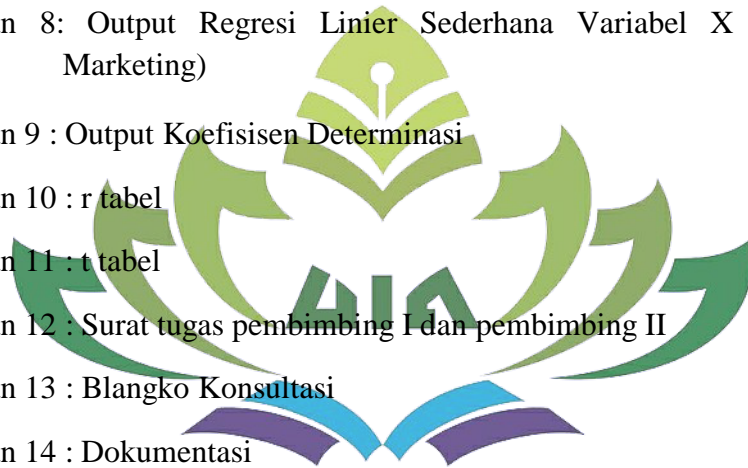 n 8: Output Regresi Linier Sederhana Variabel X
Marketing)
n 9 : Output Koefisisen Determinasi
n 10 : r tabel
n 11 : t tabel
UIN
n 12 : Surat tugas pembimbing I dan pembimbing II
n 13 : Blangko Konsultasi
n 14 : Dokumentasi